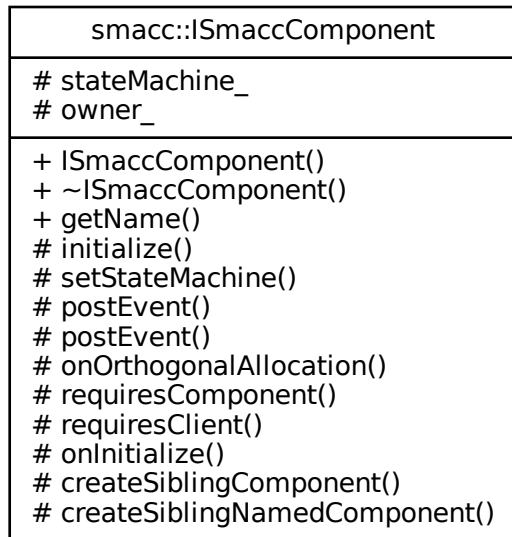 smacc::ISmaccComponent
# stateMachine_
# owner_
+ ISmaccComponent()
+ ~ISmaccComponent()
+ getName()
# initialize()
# setStateMachine()
# postEvent()
# postEvent()
# onOrthogonalAllocation()
# requiresComponent()
# requiresClient()
# onInitialize()
# createSiblingComponent()
# createSiblingNamedComponent()